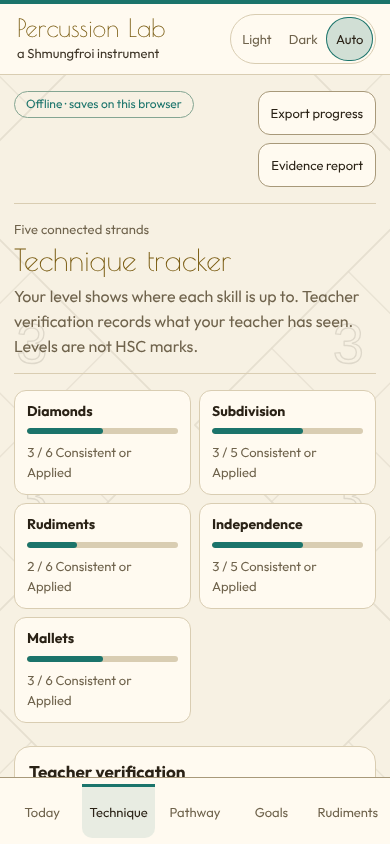 Percussion Lab
a Shmungfroi instrument
Light Dark Auto
Offline · saves on this browser
Export progress
Evidence report
Five connected strands
Technique tracker
Your level shows where each skill is up to. Teacher
verification records what your teacher has seen.
Levels are not HSC marks.
3 3
Diamonds
3 / 6 Consistent or
Applied
Subdivision
3 / 5 Consistent or
Applied
Rudiments
2 / 6 Consistent or
Applied
Independence
3 / 5 Consistent or
Applied
Mallets
3 / 6 Consistent or
Applied
Teacher verification
Today Technique Pathway Goals Rudiments